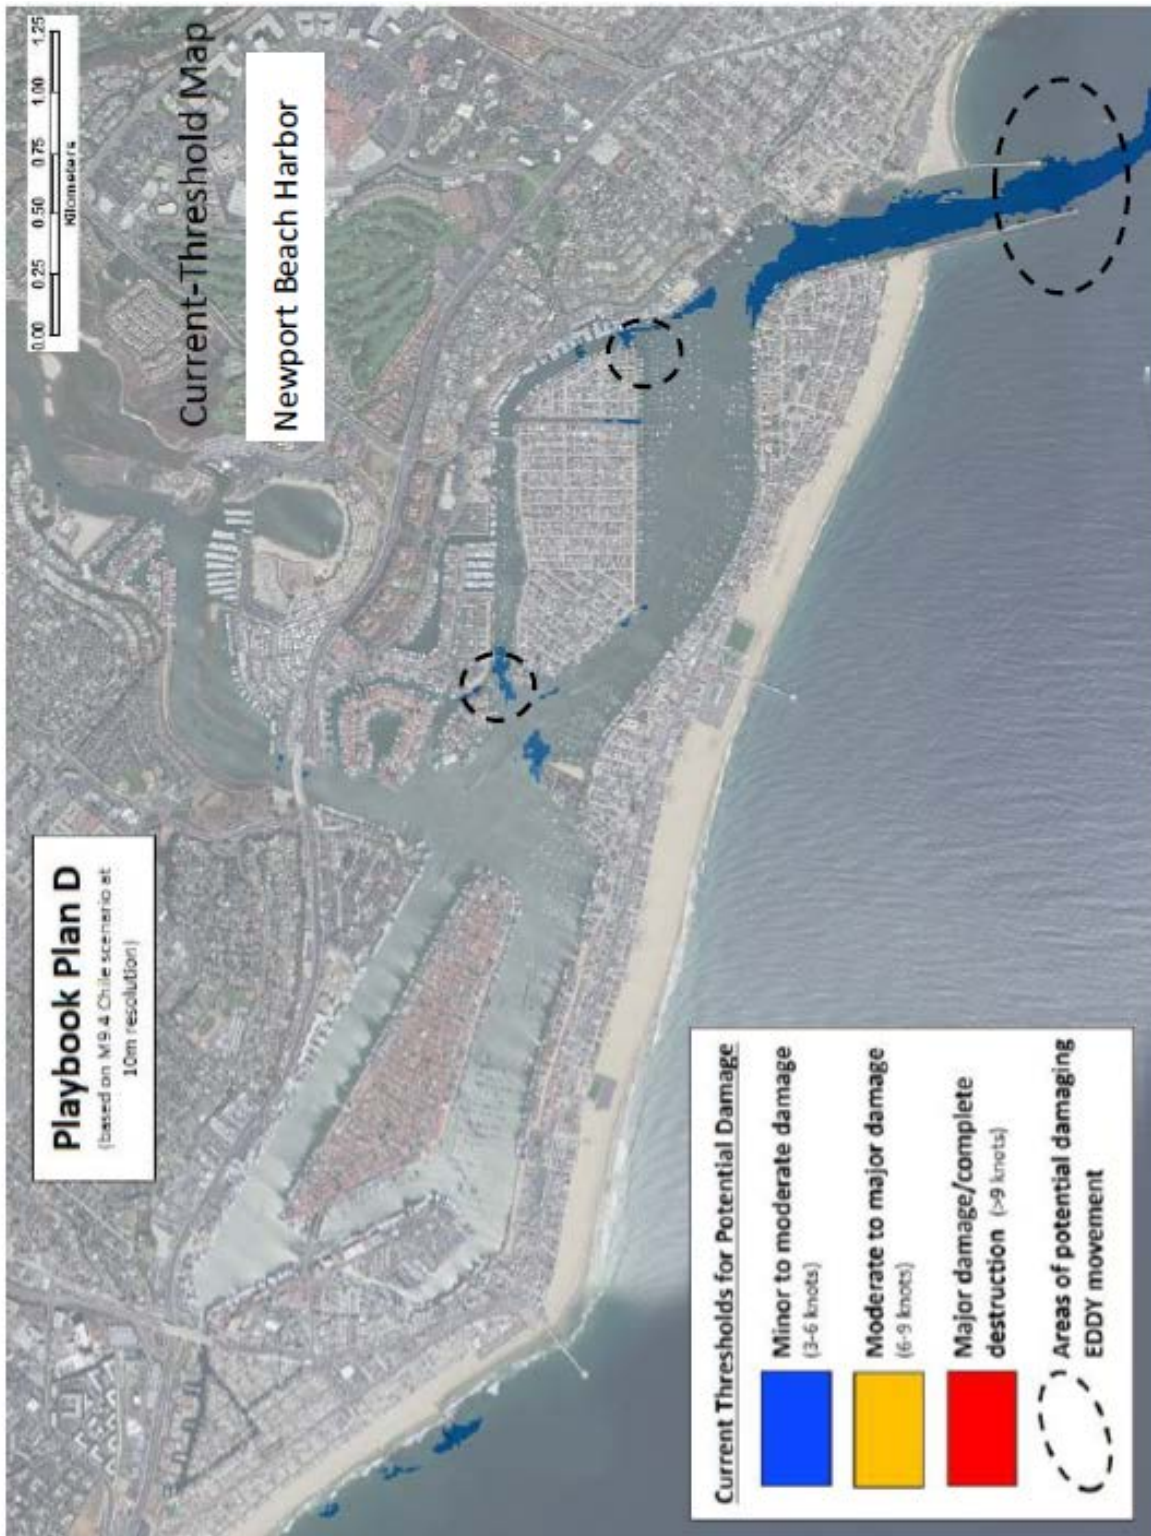 Playbook Plan D
(based on M9.4 Chile scenario at
10m resolution)
Current-Threshold Map
Newport Beach Harbor
0.00 0.25 0.50 0.75 1.00 1.25
Kilometers
Current Thresholds for Potential Damage
Minor to moderate damage
(3-6 knots)
Moderate to major damage
(6-9 knots)
Major damage/complete
destruction (>9 knots)
Areas of potential damaging
EDDY movement